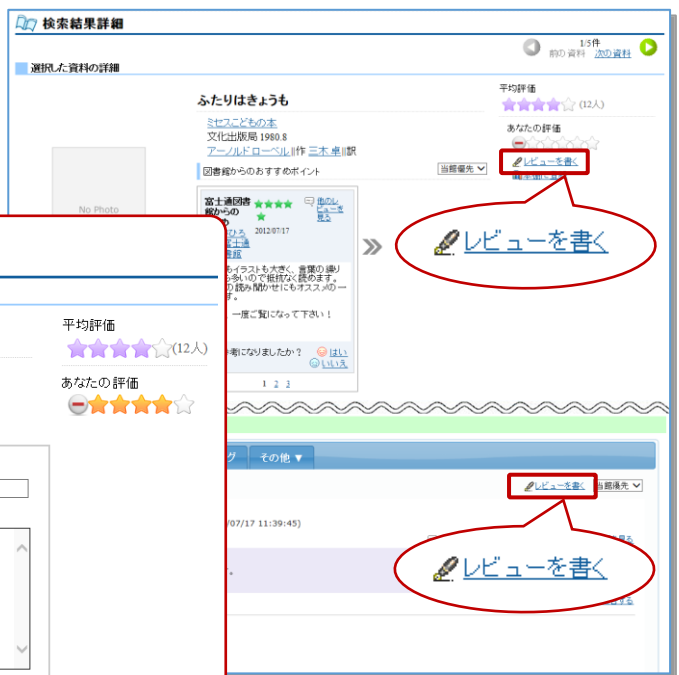 検索結果詳細
1/5件
前の資料 次の資料
選択した資料の詳細
ふたりはきょうも
ミセスこどもの本
文化出版局 1980.8
アーノルド ローベル||作 三木 卓||訳
平均評価
(12人)
あなたの評価
レビューを書く
図書館からのおすすめポイント
当館優先
No Photo
富士通図書
館からの
他のレ
ビューを
見る
2012/07/17
ひろ
富士通
書館
もイラストも大きく、言葉の繰り
ら多いので抵抗なく読めます。
の読み聞かせにもオススメの一
す。
一度ご覧になって下さい！
参考になりましたか？ はい
いいえ
1 2 3
レビューを書く
平均評価
(12人)
あなたの評価
グ その他 ▼
レビューを書く 当館優先
/07/17 11:39:45)
レビューを書く